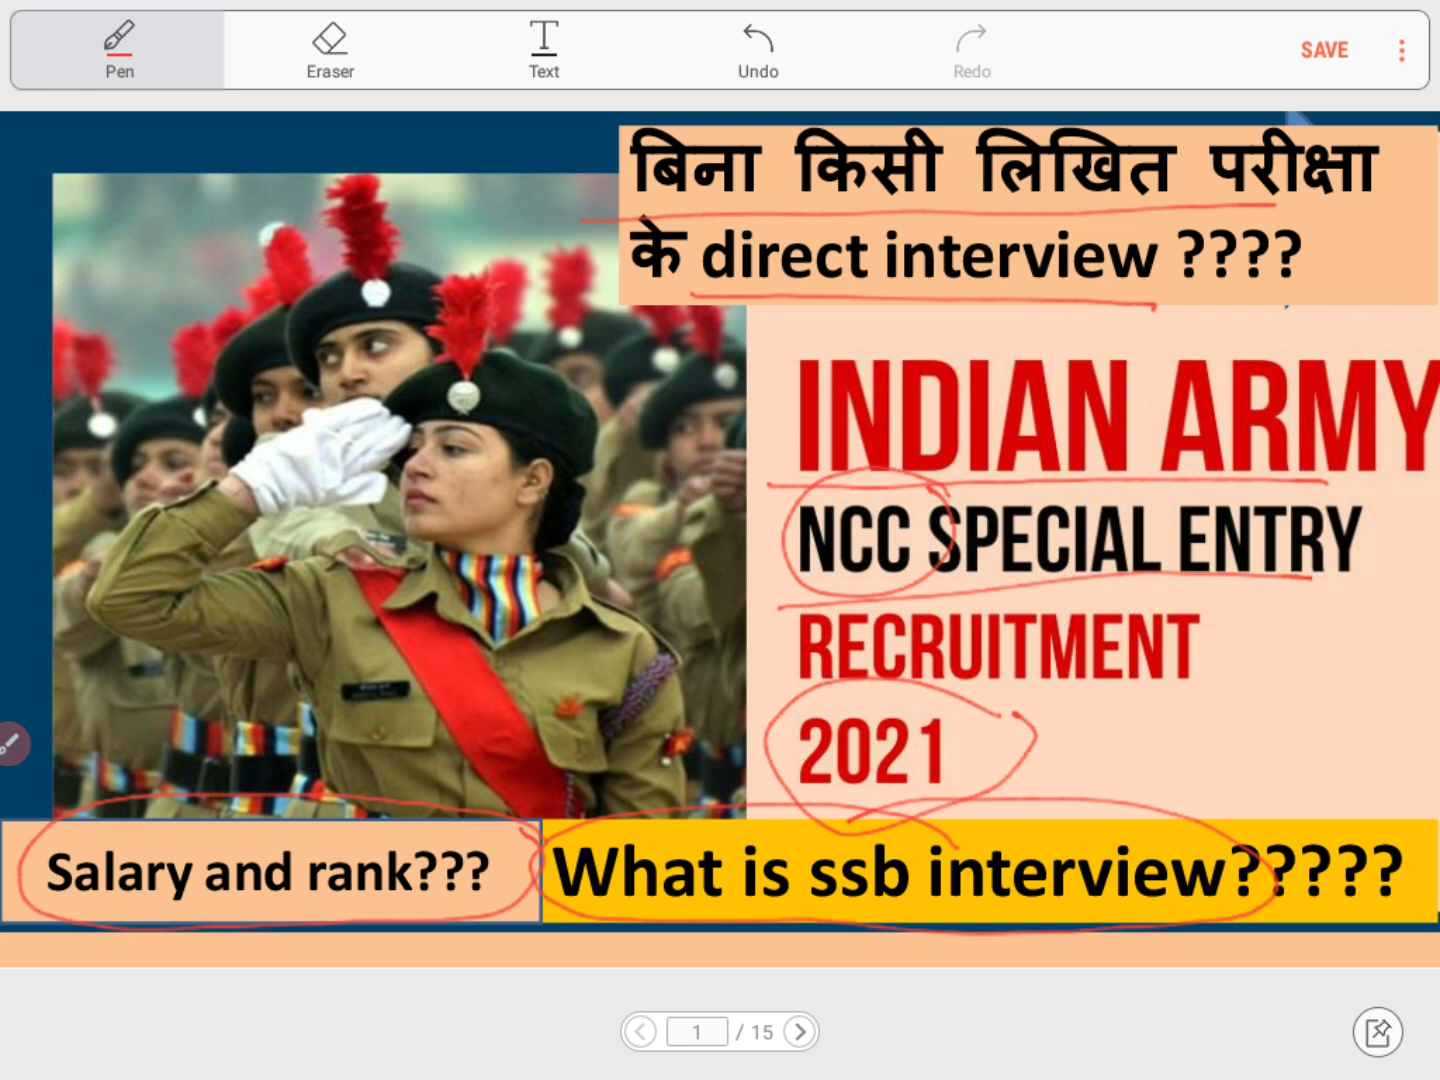 Pen
Eraser
Text
Undo
Redo
SAVE
बिना किसी लिखित परीक्षा
के direct interview ????
INDIAN ARMY
NCC SPECIAL ENTRY
RECRUITMENT
2021
Salary and rank???
What is ssb interview?????
1 / 15